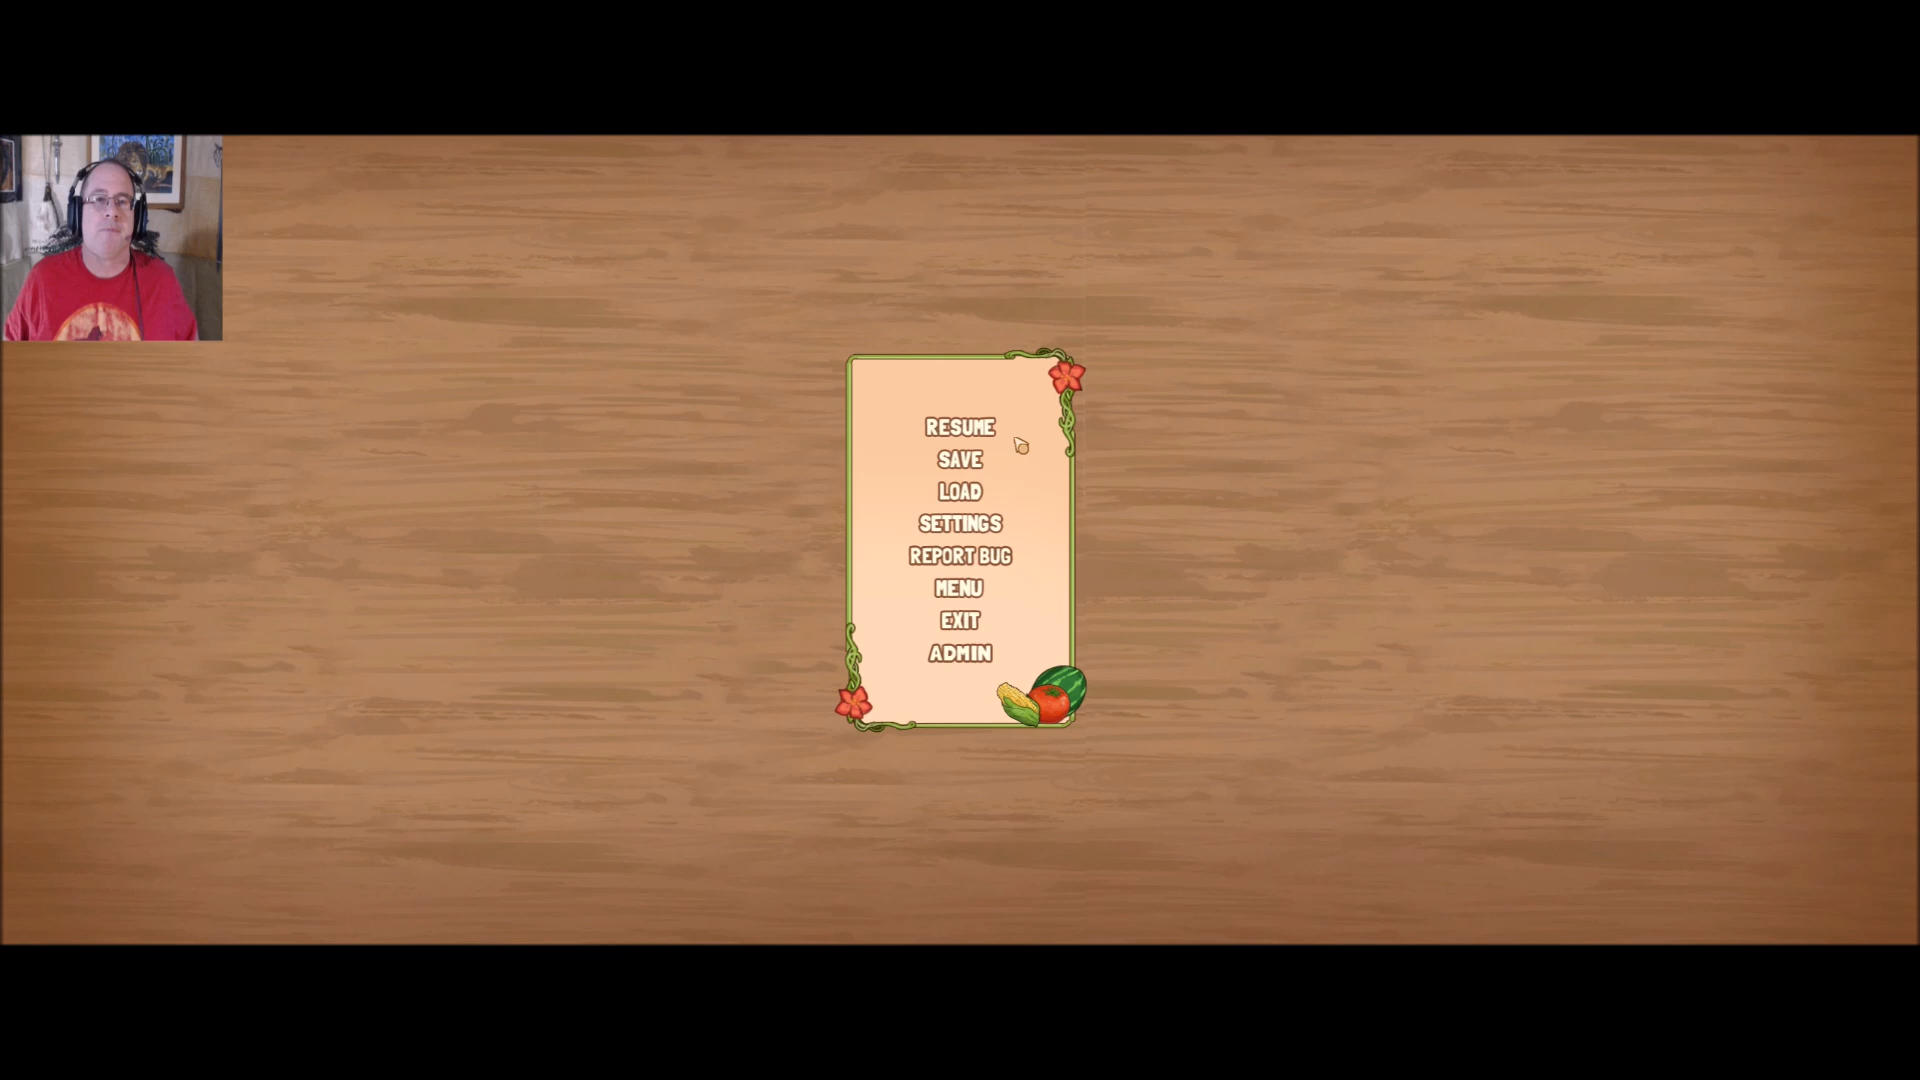 RESUME
SAVE
LOAD
SETTINGS
REPORT BUG
MENU
EXIT
ADMIN